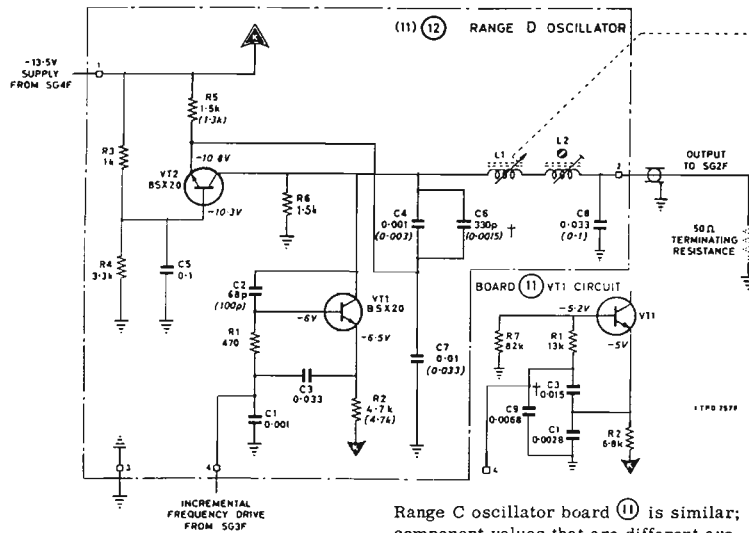 (11) 12 RANGE D OSCILLATOR
-13·5V
SUPPLY
FROM SG4F
1
R5
1·5k
(1·3k)
R3
1k
VT2
BSX20
-10·8V
-10·3V
R6
1·5k
R4
3·3k
C5
0·1
C2
68p
(100p)
R1
470
-6V
VT1
BSX20
-6·5V
C3
0·033
C1
0·001
R2
4·7k
(4·7k)
C4
0·001
(0·003)
C6
330p
(0·0015)
†
C7
0·01
(0·033)
L1
L2
C8
0·033
(0·1)
2
OUTPUT
TO SG2F
50Ω
TERMINATING
RESISTANCE
BOARD 11 VT1 CIRCUIT
-5·2V
VT1
-5V
R7
82k
R1
13k
†
C3
0·015
C9
0·0068
C1
0·0028
R2
6·8k
4
3
4
INCREMENTAL
FREQUENCY DRIVE
FROM SG3F
Range C oscillator board 11 is similar;
component values that are different are